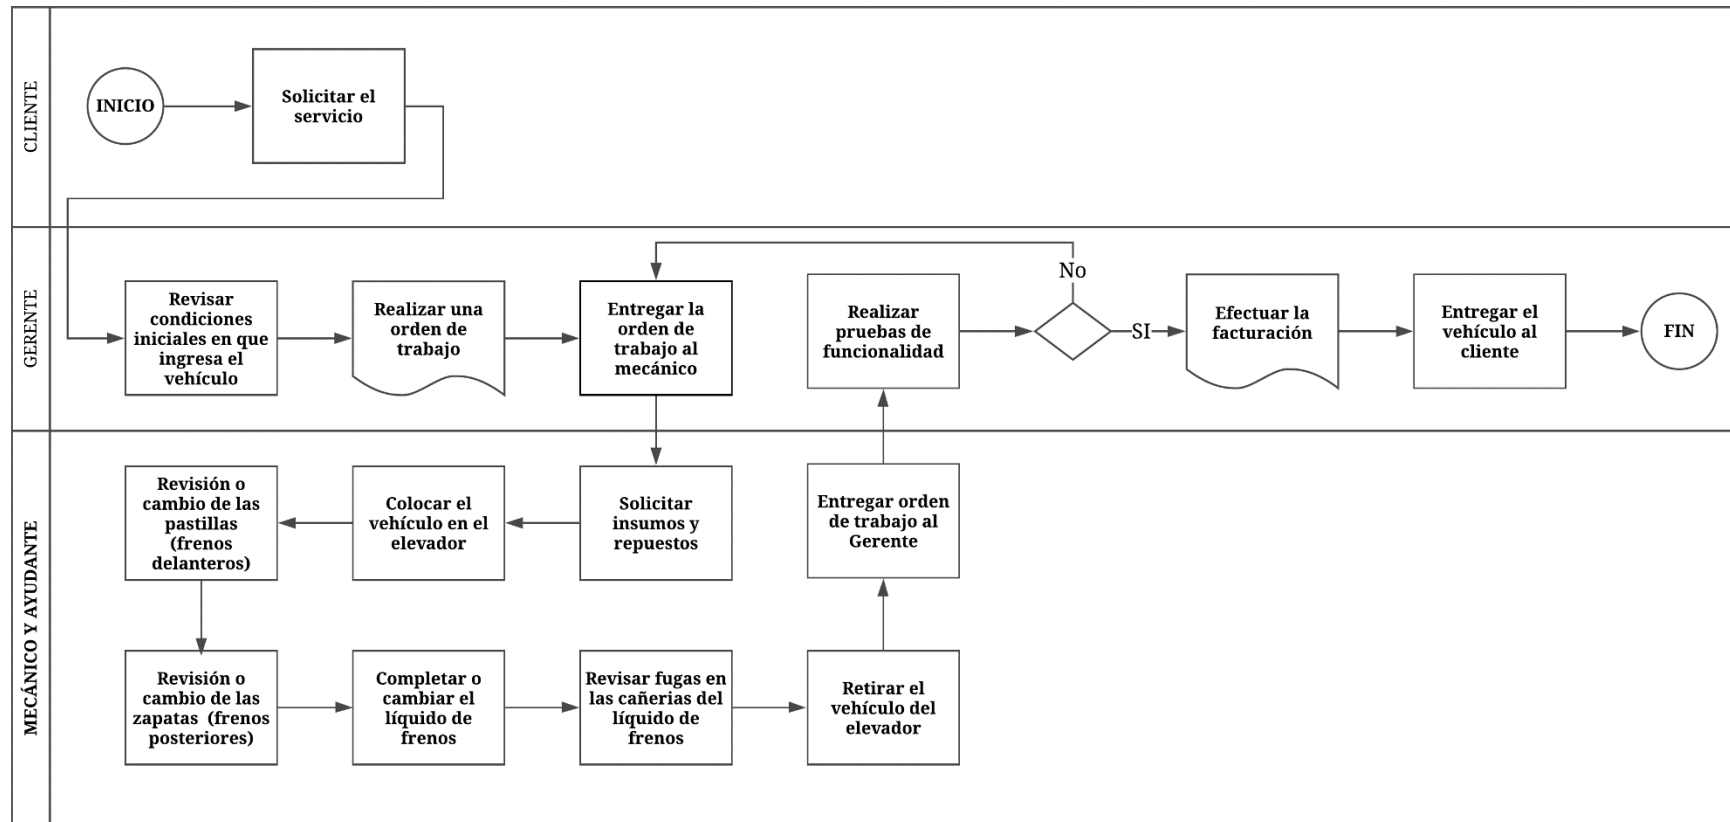 CLIENTE
INICIO
Solicitar el
servicio
GERENTE
Revisar
condiciones
iniciales en que
ingresa el
vehículo
Realizar una
orden de
trabajo
Entregar la
orden de
trabajo al
mecánico
Realizar
pruebas de
funcionalidad
No
SI
Efectuar la
facturación
Entregar el
vehículo al
cliente
FIN
MECÁNICO Y AYUDANTE
Revisión o
cambio de las
pastillas
(frenos
delanteros)
Colocar el
vehículo en el
elevador
Solicitar
insumos y
repuestos
Entregar orden
de trabajo al
Gerente
Revisión o
cambio de las
zapatas (frenos
posteriores)
Completar o
cambiar el
líquido de
frenos
Revisar fugas en
las cañerias del
líquido de
frenos
Retirar el
vehículo del
elevador